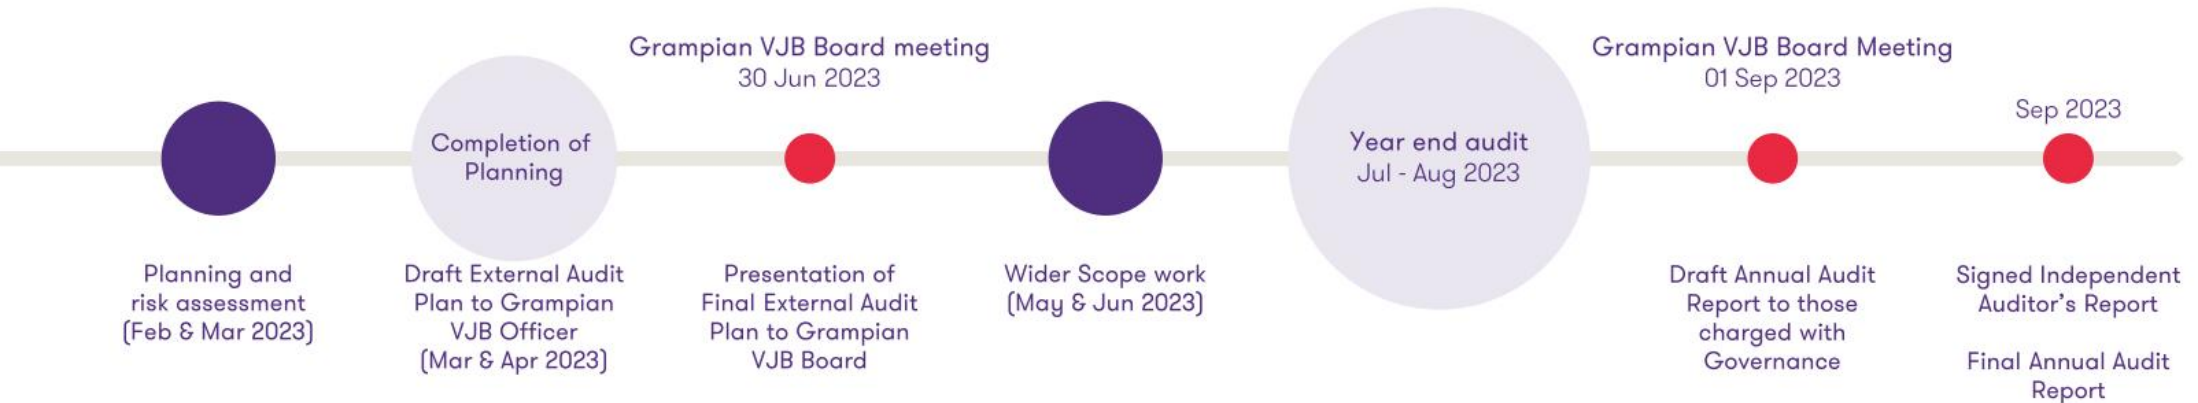 Planning and
risk assessment
(Feb & Mar 2023)
Completion of
Planning
Draft External Audit
Plan to Grampian
VJB Officer
(Mar & Apr 2023)
Grampian VJB Board meeting
30 Jun 2023
Presentation of
Final External Audit
Plan to Grampian
VJB Board
Wider Scope work
(May & Jun 2023)
Year end audit
Jul - Aug 2023
Grampian VJB Board Meeting
01 Sep 2023
Draft Annual Audit
Report to those
charged with
Governance
Sep 2023
Signed Independent
Auditor’s Report
Final Annual Audit
Report